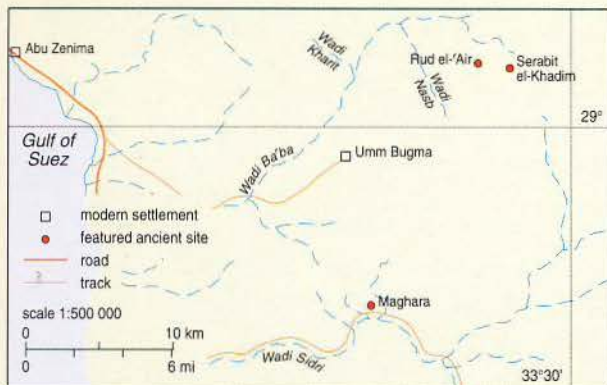 Abu Zenima
Wadi
Kharit
Rud el-ʿAir
Serabit
el-Khadim
Wadi
Nasb
29°
Gulf of
Suez
Umm Bugma
Wadi Ba'ba
modern settlement
featured ancient site
road
track
scale 1:500 000
0 10 km
0 6 mi
Maghara
Wadi Sidri
33°30'